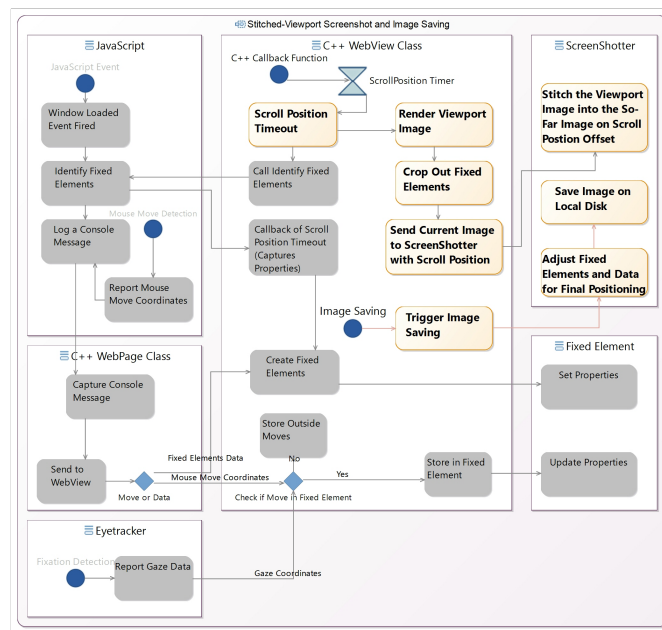 Stitched-Viewport Screenshot and Image Saving
JavaScript
JavaScript Event
Window Loaded
Event Fired
Identify Fixed
Elements
Log a Console
Message
Mouse Move Detection
Report Mouse
Move Coordinates
C++ WebView Class
C++ Callback Function
ScrollPosition Timer
Scroll Position
Timeout
Render Viewport
Image
Call Identify Fixed
Elements
Crop Out Fixed
Elements
Callback of Scroll
Position Timeout
(Captures
Properties)
Send Current Image
to ScreenShotter
with Scroll Position
Image Saving
Trigger Image
Saving
Create Fixed
Elements
Store Outside
Moves
No
Yes
Check if Move in Fixed Element
Store in Fixed
Element
ScreenShotter
Stitch the Viewport
Image into the So-
Far Image on Scroll
Postion Offset
Save Image on
Local Disk
Adjust Fixed
Elements and Data
for Final Positioning
C++ WebPage Class
Capture Console
Message
Send to
WebView
Move or Data
Fixed Elements Data
Mouse Move Coordinates
Fixed Element
Set Properties
Update Properties
Eyetracker
Fixation Detection
Report Gaze Data
Gaze Coordinates